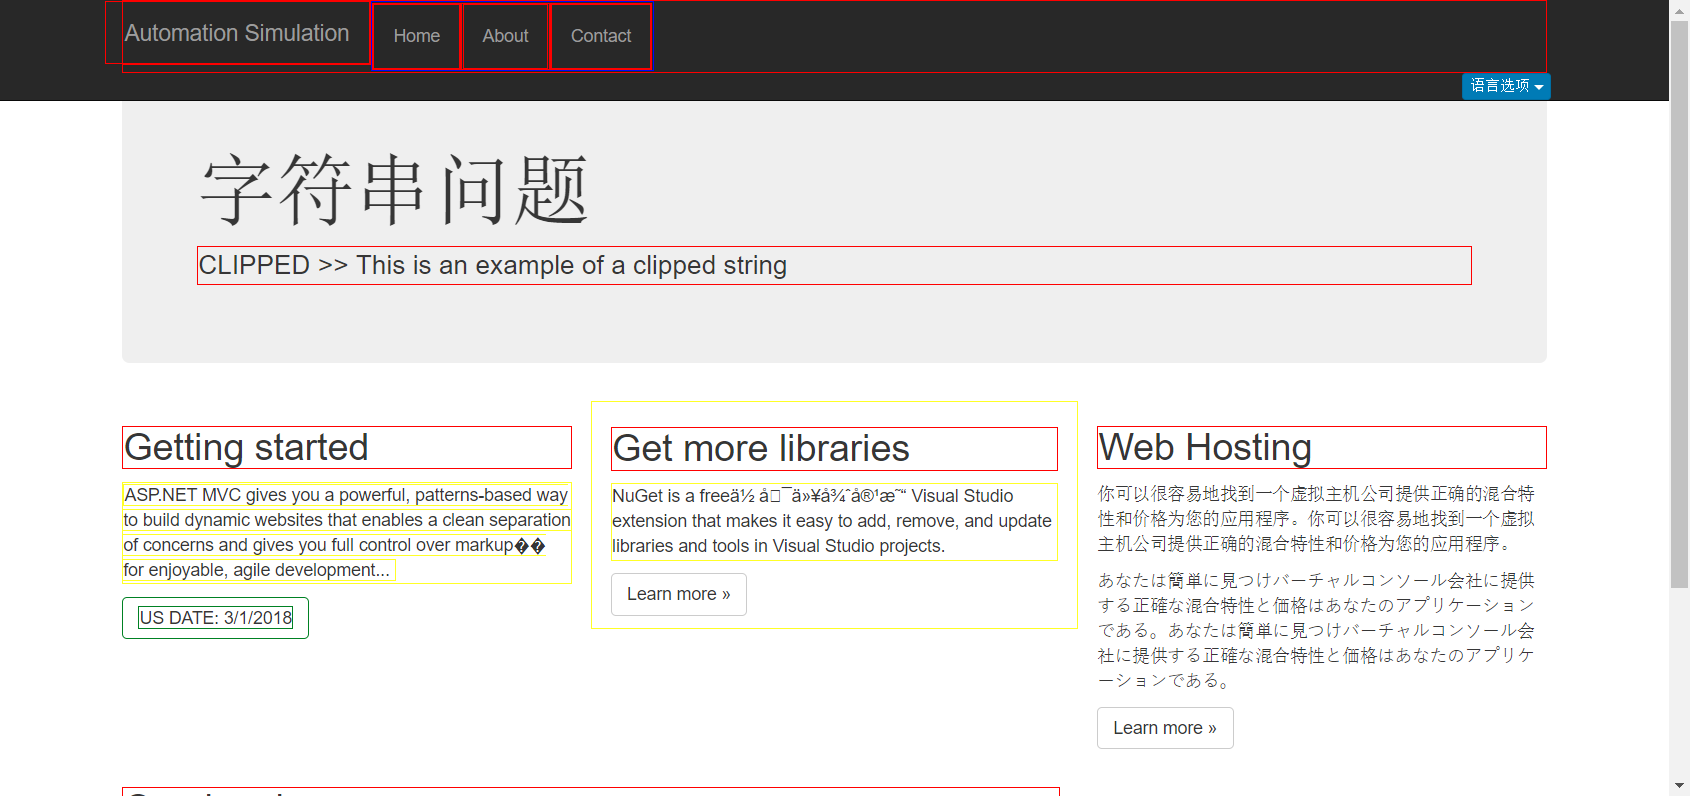 Automation Simulation
Home
About
Contact
语言选项
字符串问题
CLIPPED >> This is an example of a clipped string
Getting started
ASP.NET MVC gives you a powerful, patterns-based way
to build dynamic websites that enables a clean separation
of concerns and gives you full control over markup��
for enjoyable, agile development...
US DATE: 3/1/2018
Get more libraries
NuGet is a freeä½ å□¯ä»¥å¾ˆå®¹æ˜“ Visual Studio
extension that makes it easy to add, remove, and update
libraries and tools in Visual Studio projects.
Learn more »
Web Hosting
你可以很容易地找到一个虚拟主机公司提供正确的混合特
性和价格为您的应用程序。你可以很容易地找到一个虚拟
主机公司提供正确的混合特性和价格为您的应用程序。
あなたは簡単に見つけバーチャルコンソール会社に提供
する正確な混合特性と価格はあなたのアプリケーション
である。あなたは簡単に見つけバーチャルコンソール会
社に提供する正確な混合特性と価格はあなたのアプリケ
ーションである。
Learn more »